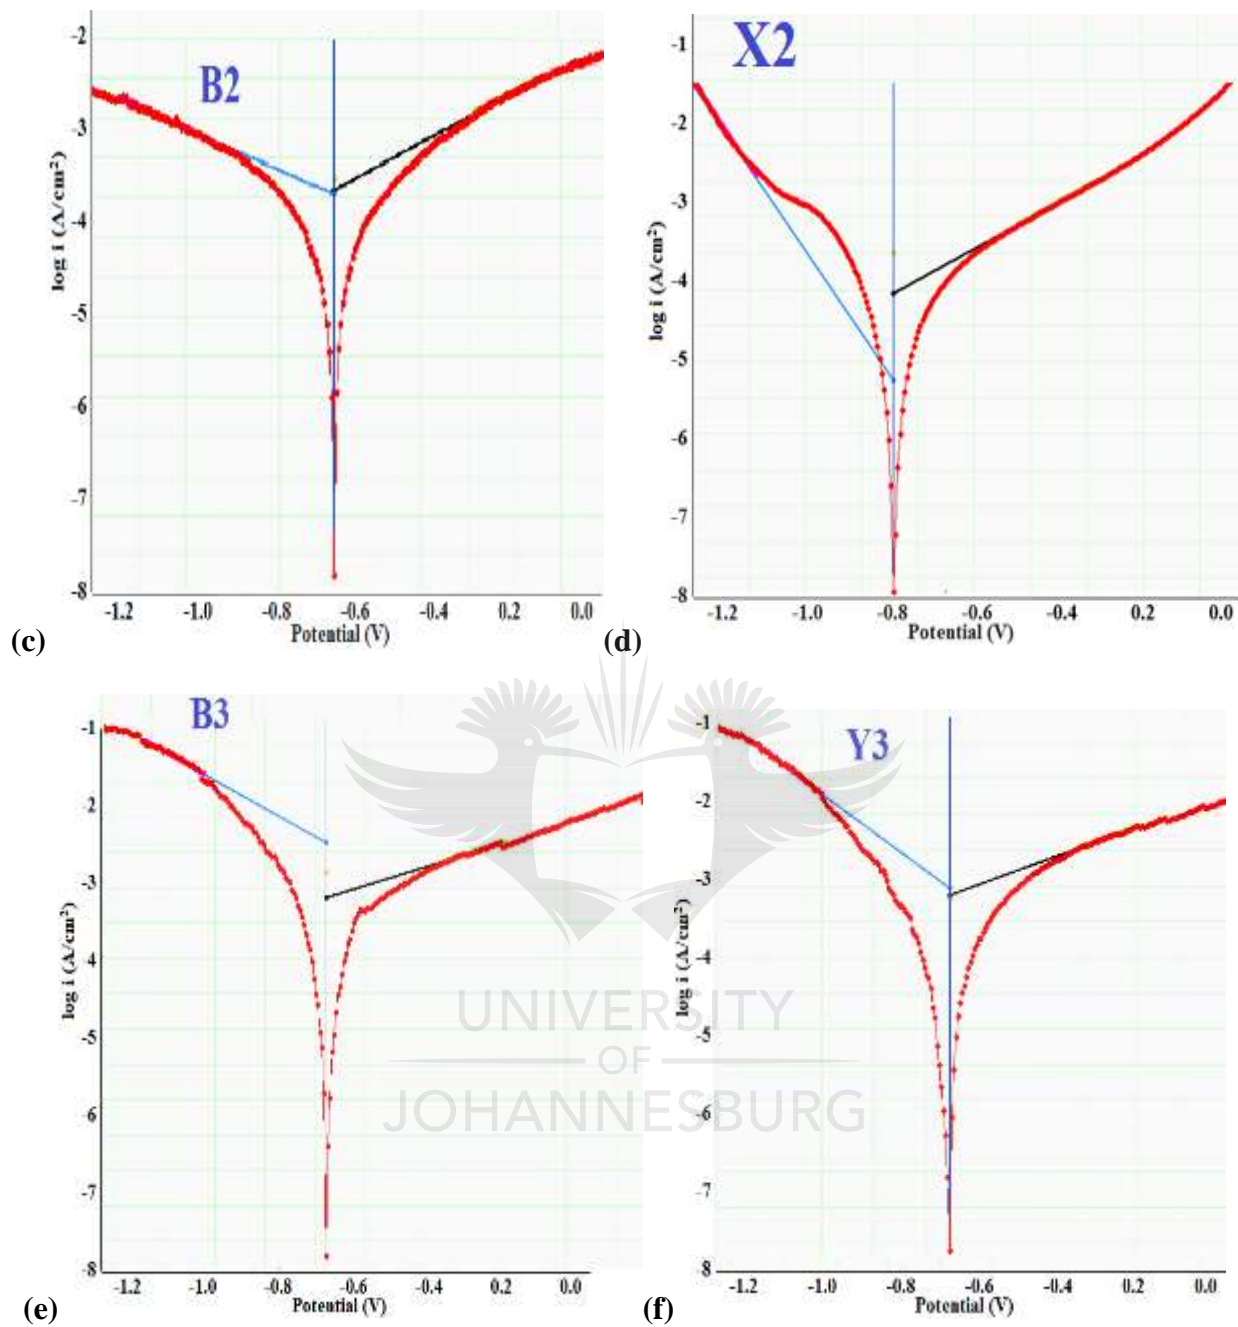 B2
log i (A/cm²)
-2
-3
-4
-5
-6
-7
-8
-1.2 -1.0 -0.8 -0.6 -0.4 0.2 0.0
Potential (V)
(c)
X2
log i (A/cm²)
-1
-2
-3
-4
-5
-6
-7
-8
-1.2 -1.0 -0.8 -0.6 -0.4 0.2 0.0
Potential (V)
(d)
B3
log i (A/cm²)
-1
-2
-3
-4
-5
-6
-7
-8
-1.2 -1.0 -0.8 -0.6 -0.4 0.2 0.0
Potential (V)
(e)
Y3
log i (A/cm²)
-1
-2
-3
-4
-5
-6
-7
-8
-1.2 -1.0 -0.8 -0.6 -0.4 0.2 0.0
Potential (V)
(f)
UNIVERSITY
OF
JOHANNESBURG